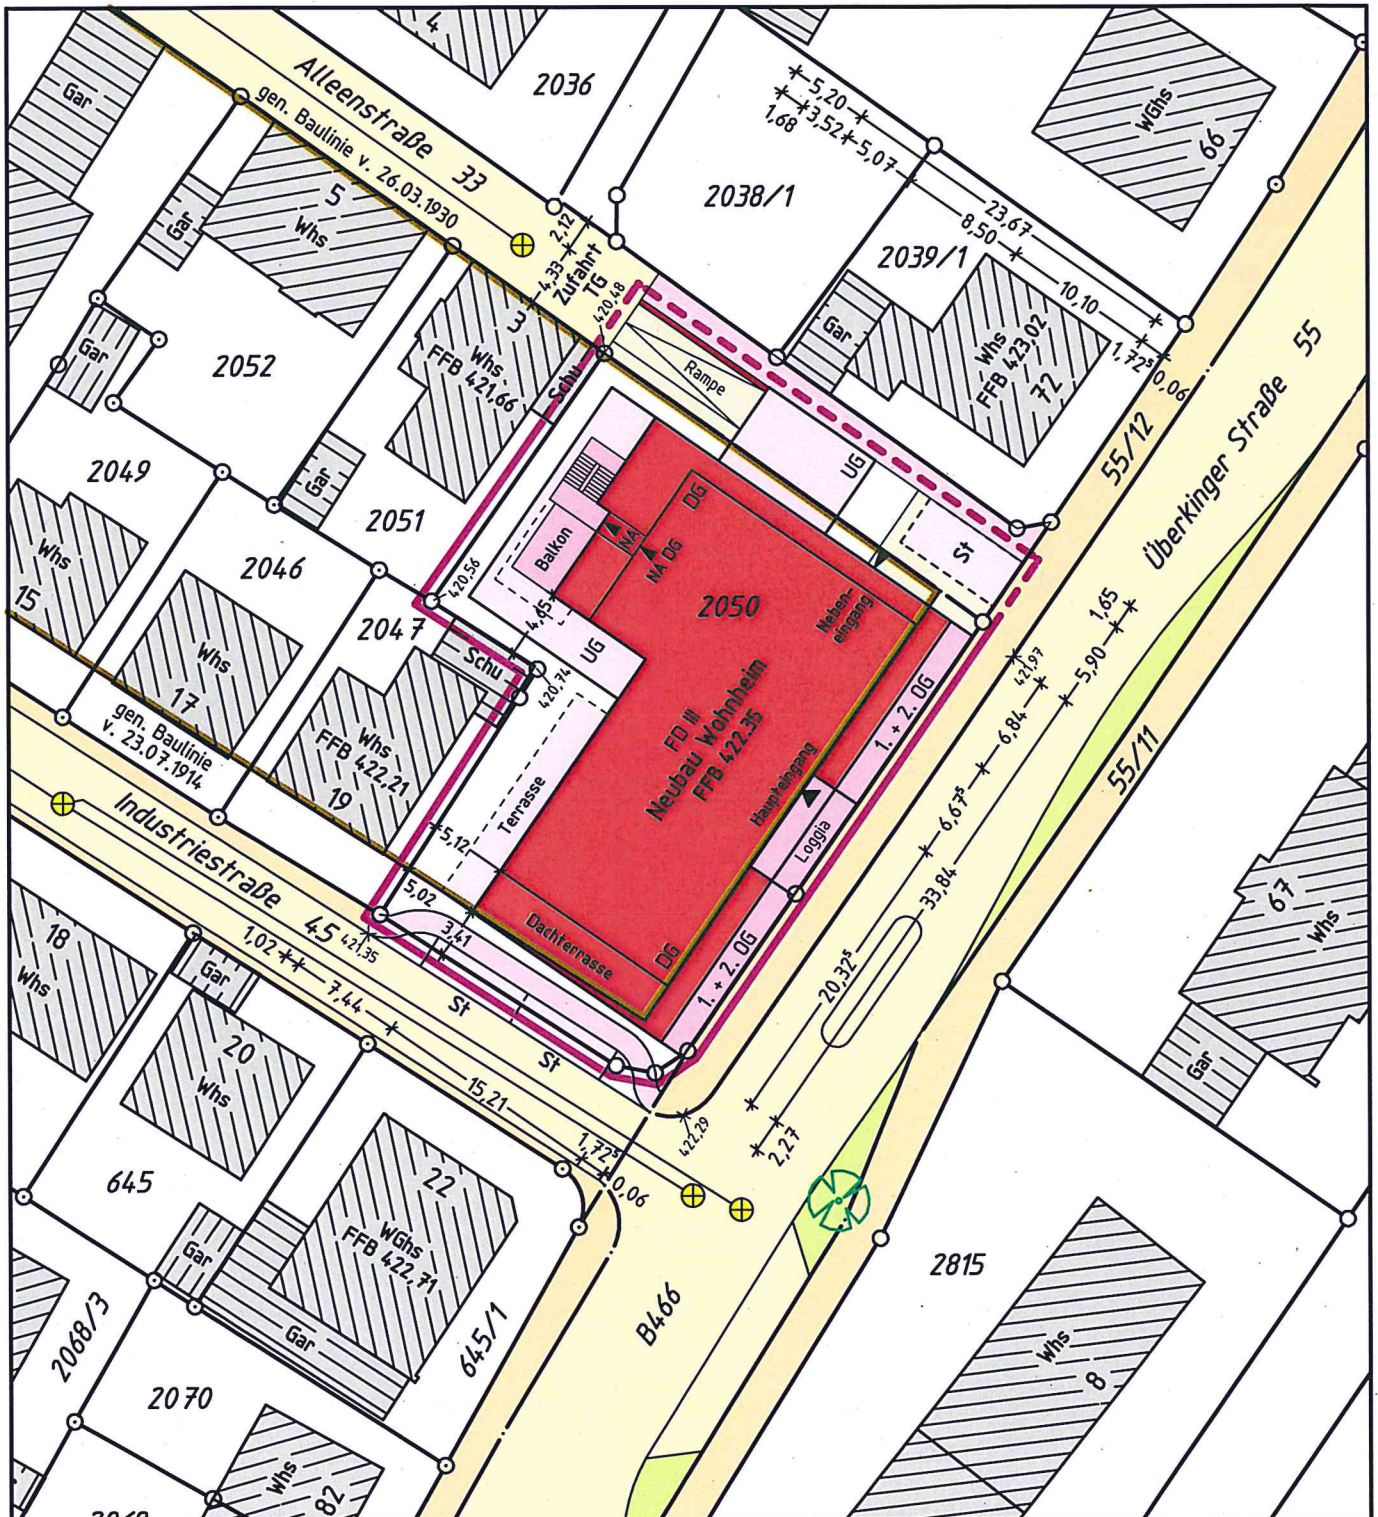 4
2036
Alleenstraße 33
gen. Baulinie v. 26.03.1930
Gar
5
Whs
Gar
5,20
1,68
3,52
5,07
2038/1
23,67
8,50
10,10
1,72⁵
0,06
WGhs
66
2039/1
Gar
Whs
FFB 423,02
72
55/12
Überkinger Straße 55
2,12
4,33
Zufahrt
TG
420,48
3
Whs
FFB 421,66
Schu
Rampe
2052
Gar
2049
Gar
2051
Whs
15
2046
420,56
2047
Whs
17
Schu
420,74
4,65
Balkon
NA
NA DG
DG
UG
UG
St
2050
Neben-
eingang
FD III
Neubau Wohnheim
FFB 422.35
Haupteingang
1. + 2. OG
Loggia
Terrasse
Dachterrasse
DG
1. + 2. OG
gen. Baulinie
v. 23.07.1914
Whs
FFB 422,21
19
5,12
5,02
3,41
421,35
Industriestraße 45
1,65
5,90
421,97
6,84
6,67⁵
33,84
20,32⁵
2,27
55/11
67
Whs
Gar
18
Whs
1,02
7,44
Gar
St
St
15,21
1,72⁵
0,06
422.29
20
Whs
645
Gar
22
WGhs
FFB 422,71
Gar
645/1
2068/3
2070
Whs
82
B466
2815
Whs
8